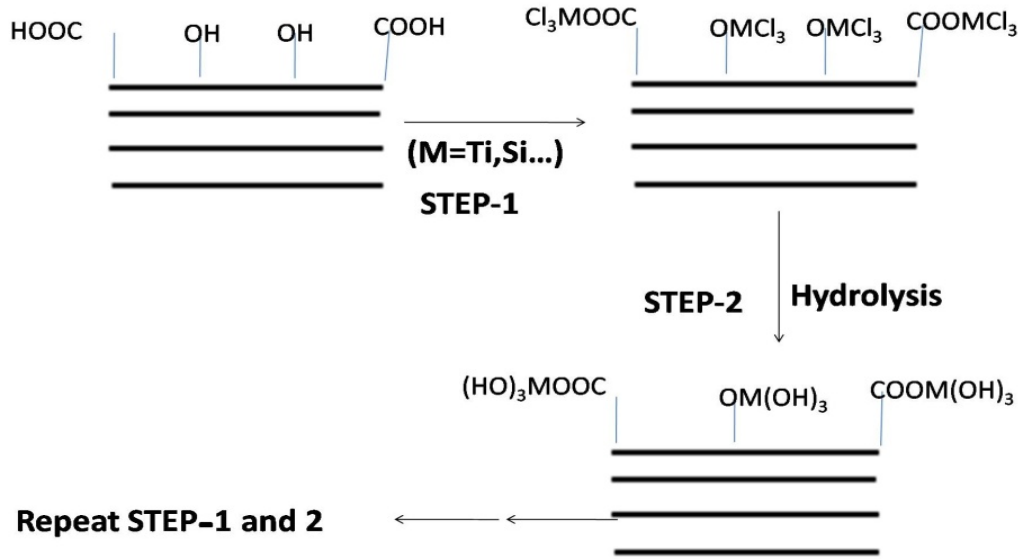 HOOC OH OH COOH
Cl₃MOOC OMCl₃ OMCl₃ COOMCl₃
(M=Ti,Si...)
STEP-1
STEP-2 Hydrolysis
(HO)₃MOOC OM(OH)₃ COOM(OH)₃
Repeat STEP-1 and 2